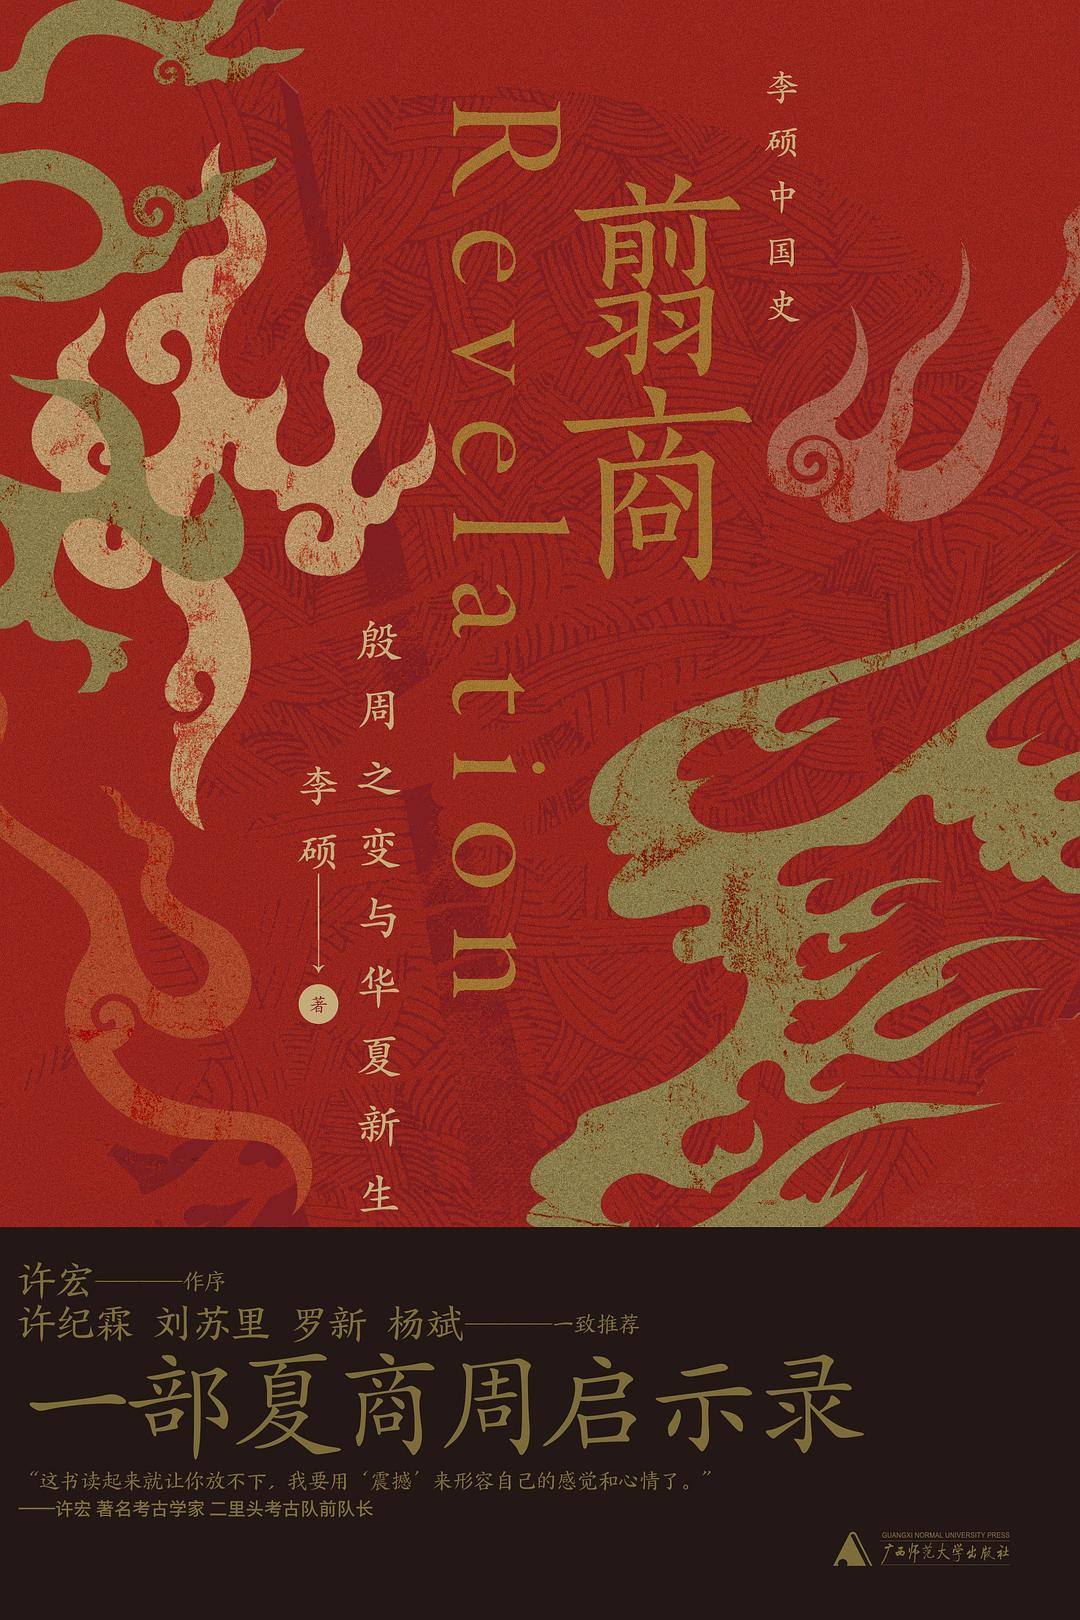 李硕中国史
翦商
Revelation
殷周之变与华夏新生
李硕
著
许宏————作序
许纪霖 刘苏里 罗新 杨斌————一致推荐
一部夏商周启示录
“这书读起来就让你放不下，我要用‘震撼’来形容自己的感觉和心情了。”
——许宏 著名考古学家 二里头考古队前队长
GUANGXI NORMAL UNIVERSITY PRESS
广西师范大学出版社